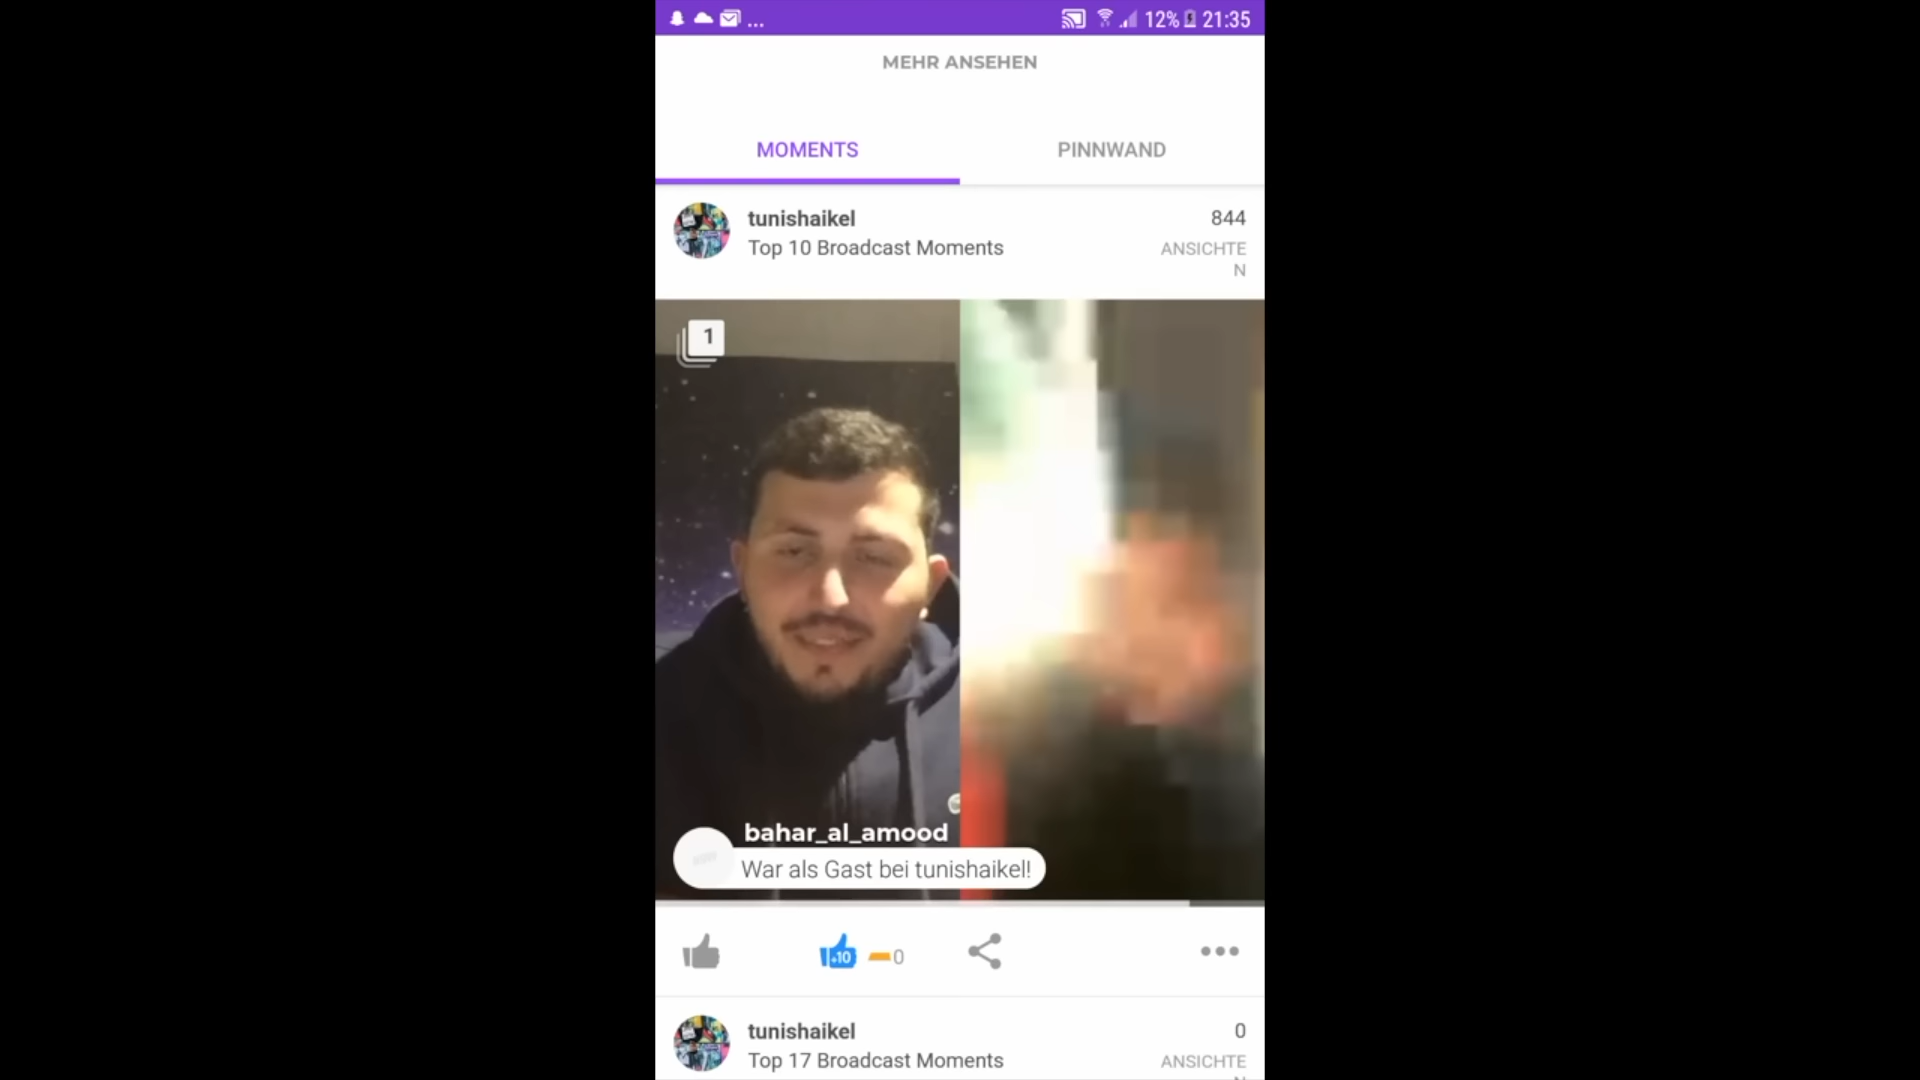 ... 12% 21:35
MEHR ANSEHEN
MOMENTS PINNWAND
tunishaikel 844
Top 10 Broadcast Moments ANSICHTE
N
1
bahar_al_amood
War als Gast bei tunishaikel!
+10 0
tunishaikel 0
Top 17 Broadcast Moments ANSICHTE